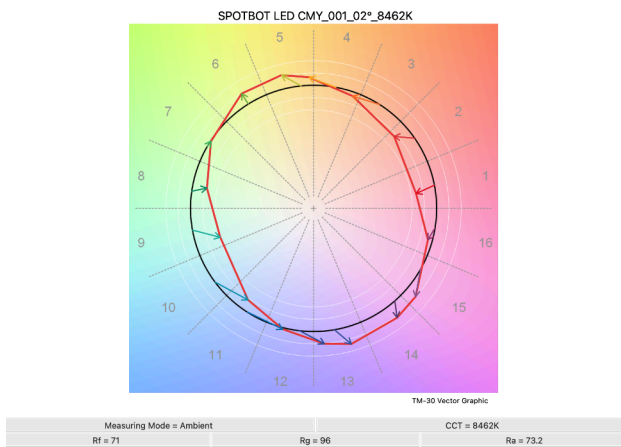 SPOTBOT LED CMY_001_02°_8462K
5 4
6 3
7 2
8 1
9 16
10 15
11 14
12 13
TM-30 Vector Graphic
Measuring Mode = Ambient CCT = 8462K
Rf = 71 Rg = 96 Ra = 73.2